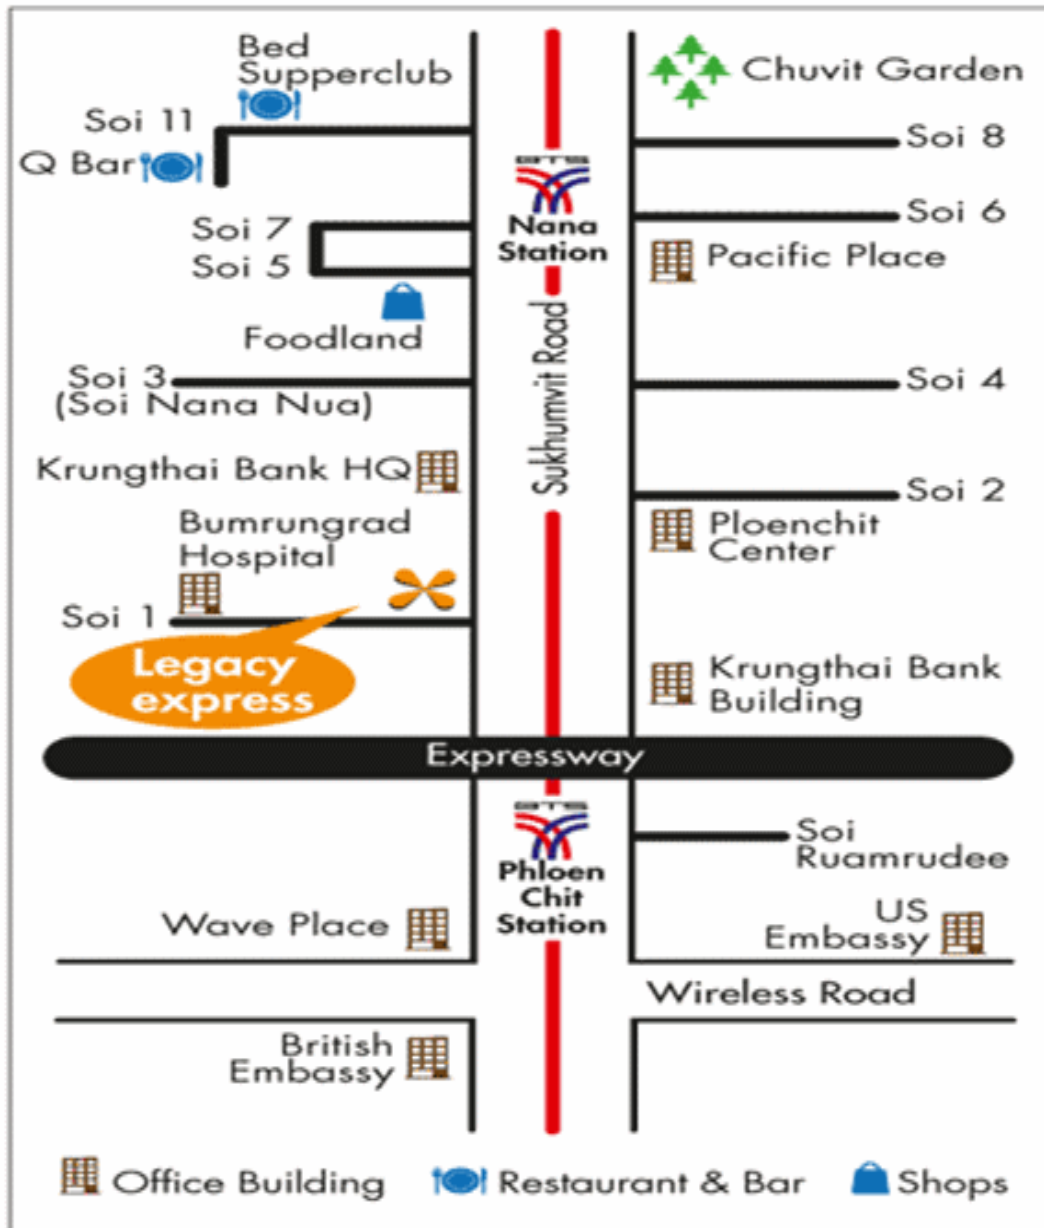 Bed
Supperclub
Chuvit Garden
Soi 11
Soi 8
Q Bar
BTS
Nana
Station
Soi 7
Soi 6
Soi 5
Pacific Place
Foodland
Sukhumvit Road
Soi 3
(Soi Nana Nua)
Soi 4
Krungthai Bank HQ
Soi 2
Bumrungrad
Hospital
Ploenchit
Center
Soi 1
Legacy
express
Krungthai Bank
Building
Expressway
BTS
Phloen
Chit
Station
Soi
Ruamrudee
Wave Place
US
Embassy
Wireless Road
British
Embassy
Office Building
Restaurant & Bar
Shops